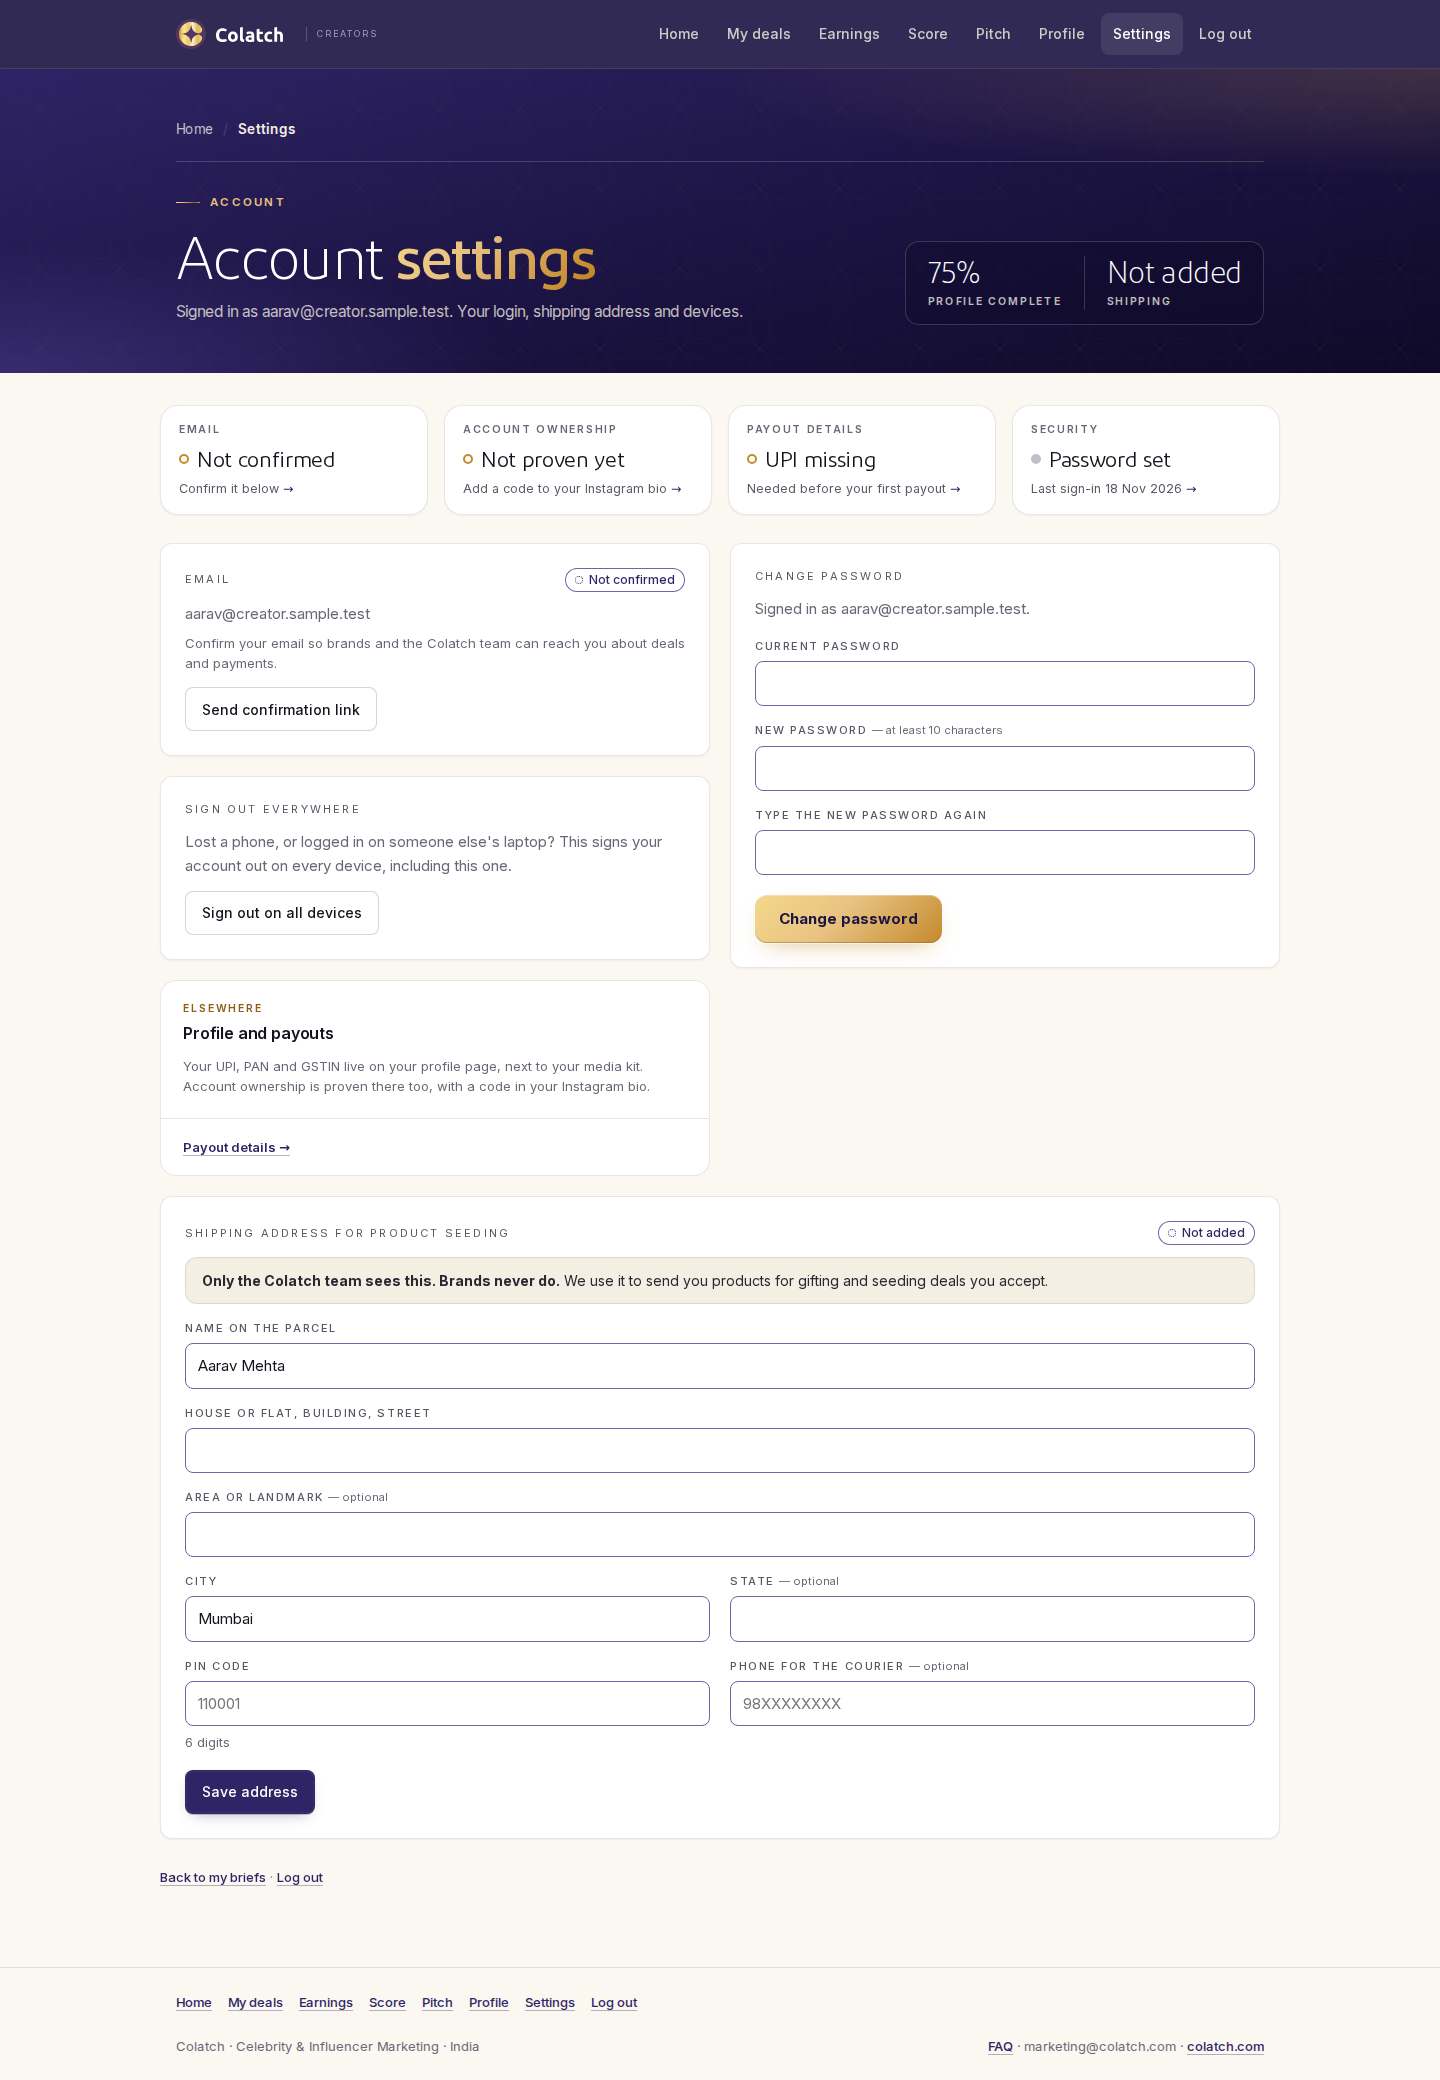 Colatch
CREATORS
Home
My deals
Earnings
Score
Pitch
Profile
Settings
Log out
Home / Settings
ACCOUNT
Account settings
Signed in as aarav@creator.sample.test. Your login, shipping address and devices.
75%
PROFILE COMPLETE
Not added
SHIPPING
EMAIL
Not confirmed
Confirm it below →
ACCOUNT OWNERSHIP
Not proven yet
Add a code to your Instagram bio →
PAYOUT DETAILS
UPI missing
Needed before your first payout →
SECURITY
Password set
Last sign-in 18 Nov 2026 →
EMAIL
Not confirmed
aarav@creator.sample.test
Confirm your email so brands and the Colatch team can reach you about deals
and payments.
Send confirmation link
SIGN OUT EVERYWHERE
Lost a phone, or logged in on someone else's laptop? This signs your
account out on every device, including this one.
Sign out on all devices
ELSEWHERE
Profile and payouts
Your UPI, PAN and GSTIN live on your profile page, next to your media kit.
Account ownership is proven there too, with a code in your Instagram bio.
Payout details →
CHANGE PASSWORD
Signed in as aarav@creator.sample.test.
CURRENT PASSWORD
NEW PASSWORD — at least 10 characters
TYPE THE NEW PASSWORD AGAIN
Change password
SHIPPING ADDRESS FOR PRODUCT SEEDING
Not added
Only the Colatch team sees this. Brands never do. We use it to send you products for gifting and seeding deals you accept.
NAME ON THE PARCEL
Aarav Mehta
HOUSE OR FLAT, BUILDING, STREET
AREA OR LANDMARK — optional
CITY
Mumbai
STATE — optional
PIN CODE
110001
6 digits
PHONE FOR THE COURIER — optional
98XXXXXXXX
Save address
Back to my briefs · Log out
Home My deals Earnings Score Pitch Profile Settings Log out
Colatch · Celebrity & Influencer Marketing · India
FAQ · marketing@colatch.com · colatch.com